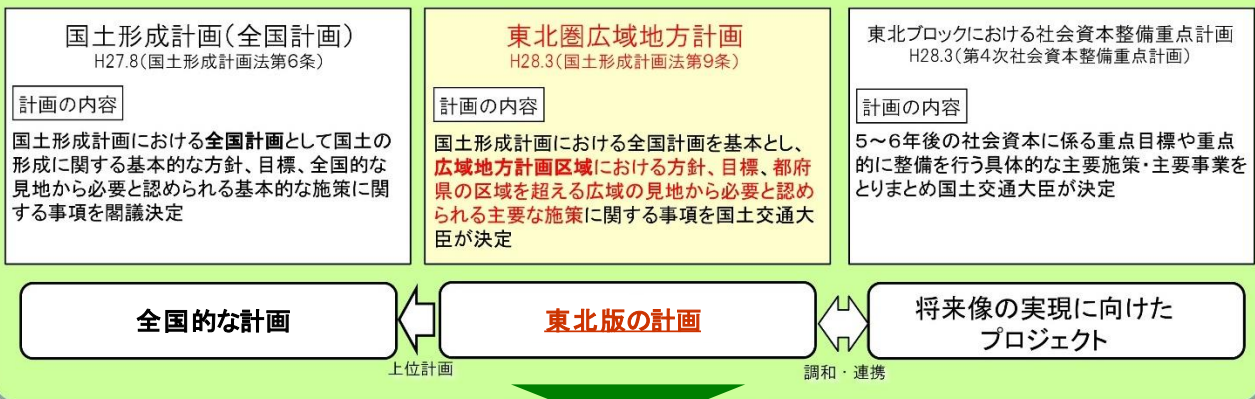 国土形成計画(全国計画)
H27.8(国土形成計画法第6条)
計画の内容
国土形成計画における全国計画として国土の
形成に関する基本的な方針、目標、全国的な
見地から必要と認められる基本的な施策に関
する事項を閣議決定
東北圏広域地方計画
H28.3(国土形成計画法第9条)
計画の内容
国土形成計画における全国計画を基本とし、
広域地方計画区域における方針、目標、都府
県の区域を超える広域の見地から必要と認め
られる主要な施策に関する事項を国土交通大
臣が決定
東北ブロックにおける社会資本整備重点計画
H28.3(第4次社会資本整備重点計画)
計画の内容
5～6年後の社会資本に係る重点目標や重点
的に整備を行う具体的な主要施策・主要事業を
とりまとめ国土交通大臣が決定
全国的な計画
上位計画
東北版の計画
調和・連携
将来像の実現に向けた
プロジェクト